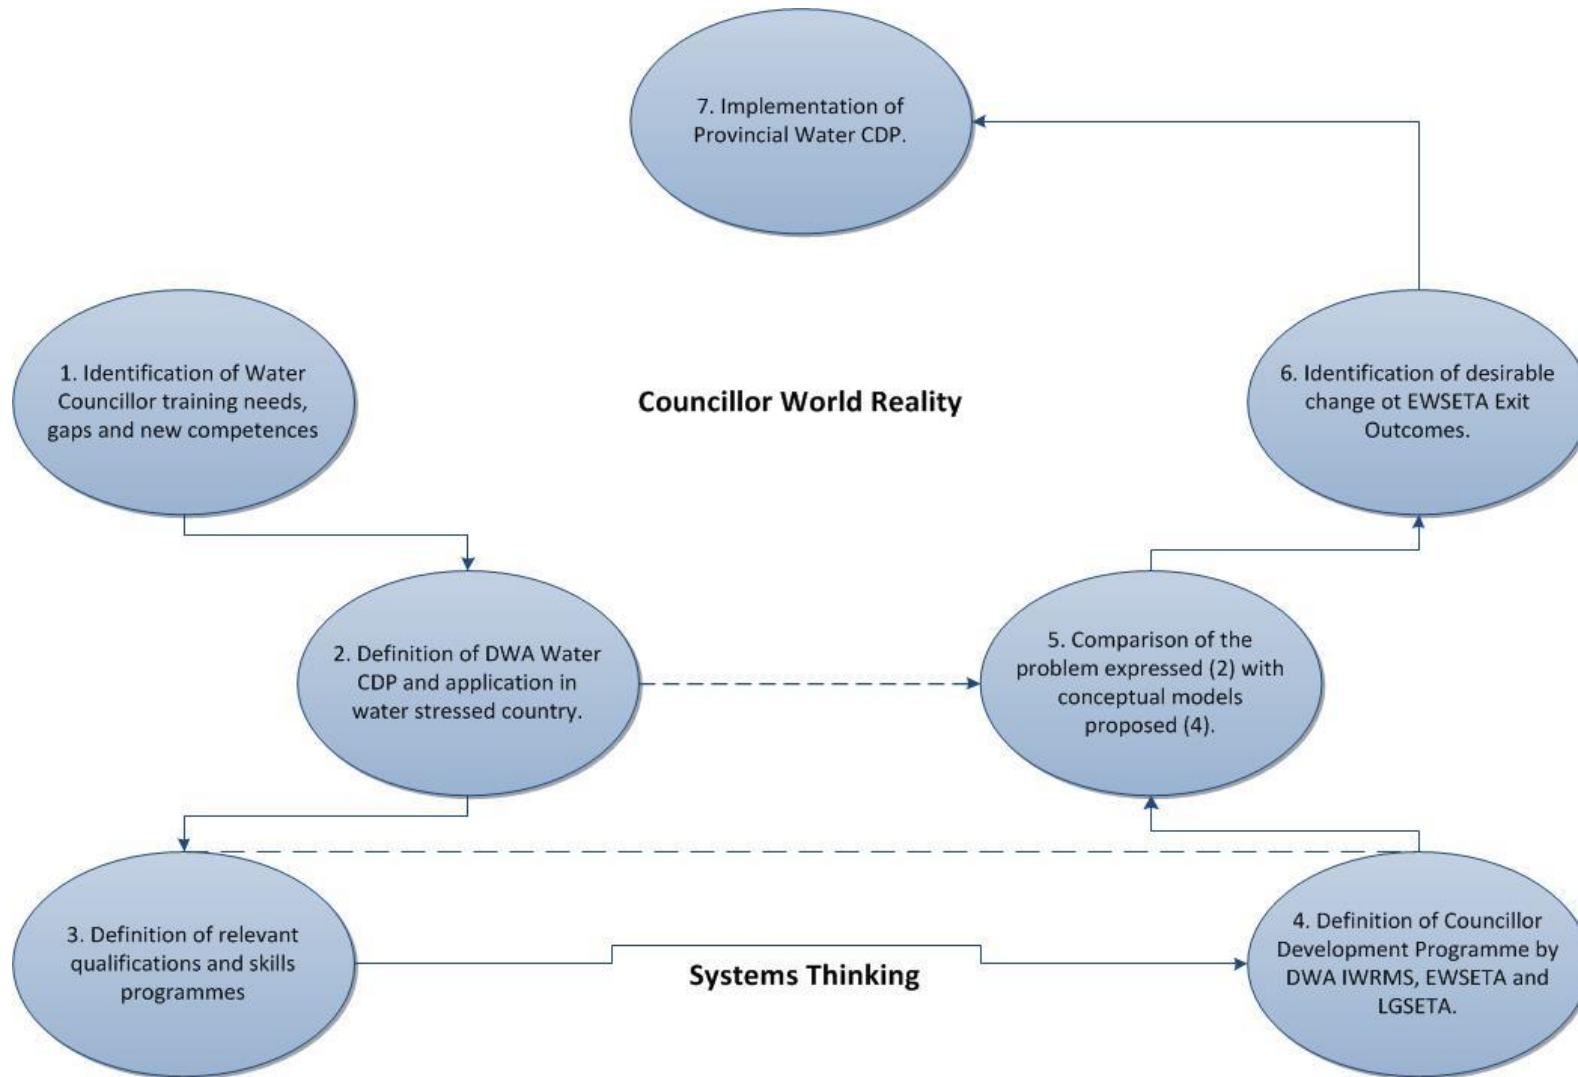 7. Implementation of
Provincial Water CDP.
1. Identification of Water
Councillor training needs,
gaps and new competences
Councillor World Reality
6. Identification of desirable
change ot EWSETA Exit
Outcomes.
2. Definition of DWA Water
CDP and application in
water stressed country.
5. Comparison of the
problem expressed (2) with
conceptual models
proposed (4).
3. Definition of relevant
qualifications and skills
programmes
Systems Thinking
4. Definition of Councillor
Development Programme by
DWA IWRMS, EWSETA and
LGSETA.